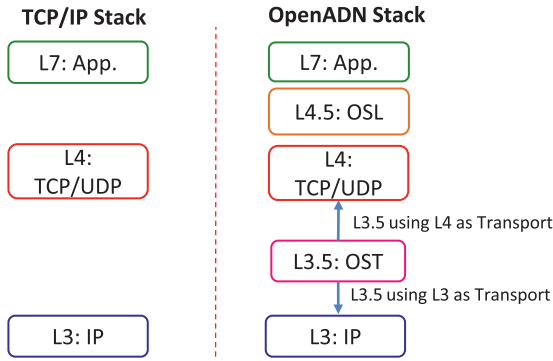 TCP/IP Stack
OpenADN Stack
L7: App.
L7: App.
L4.5: OSL
L4:
TCP/UDP
L4:
TCP/UDP
L3.5 using L4 as Transport
L3.5: OST
L3.5 using L3 as Transport
L3: IP
L3: IP